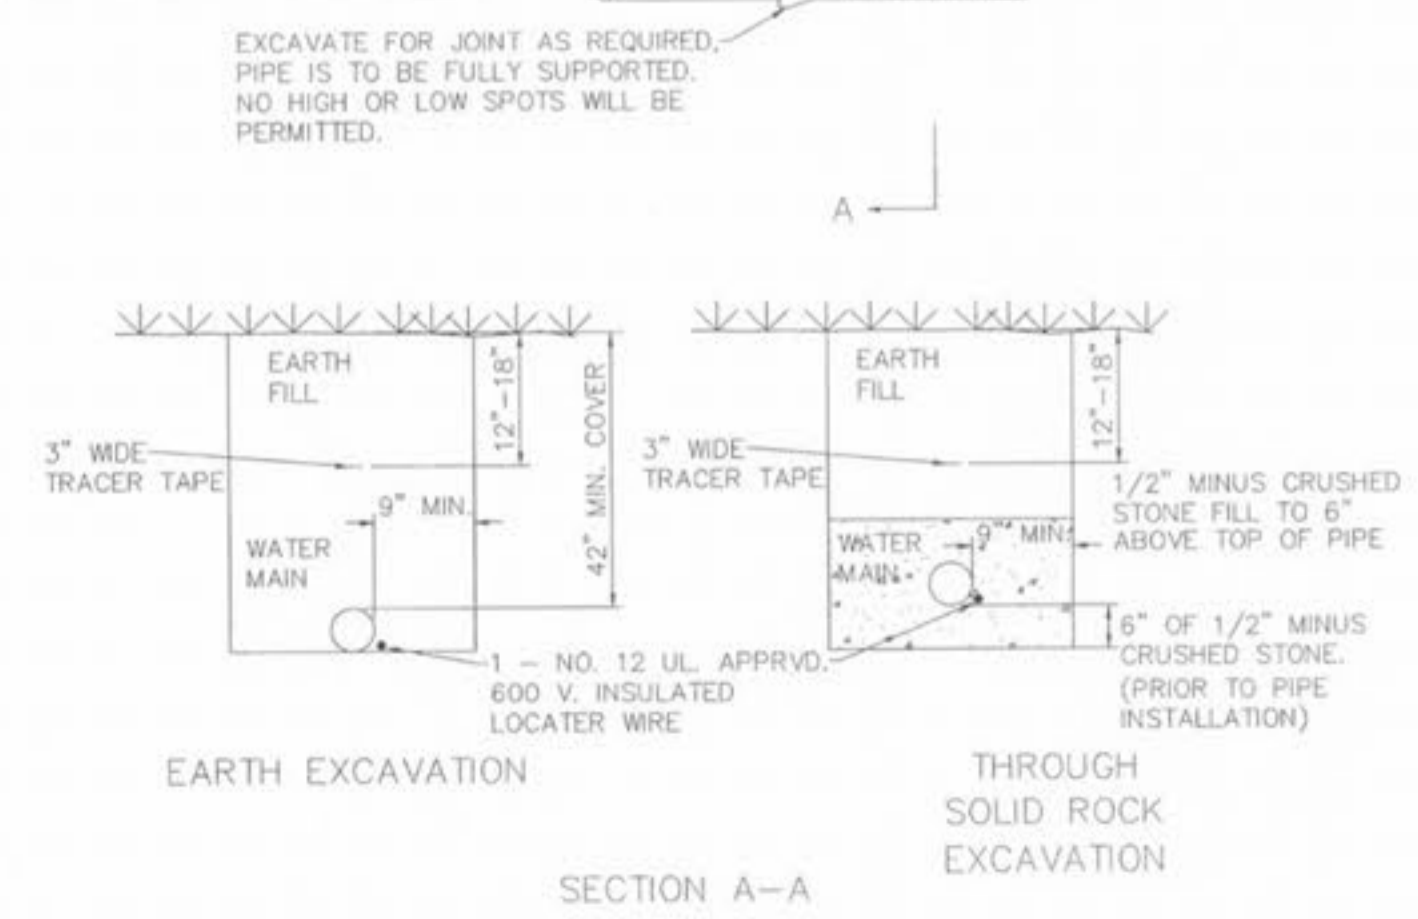 EXCAVATE FOR JOINT AS REQUIRED,
PIPE IS TO BE FULLY SUPPORTED.
NO HIGH OR LOW SPOTS WILL BE
PERMITTED.
A
EARTH
FILL
12"-18"
42" MIN. COVER
3" WIDE
TRACER TAPE
9" MIN.
WATER
MAIN
1 - NO. 12 UL. APPRVD.
600 V. INSULATED
LOCATER WIRE
EARTH EXCAVATION
EARTH
FILL
12"-18"
3" WIDE
TRACER TAPE
1/2" MINUS CRUSHED
STONE FILL TO 6"
ABOVE TOP OF PIPE
9" MIN.
WATER
MAIN
6" OF 1/2" MINUS
CRUSHED STONE.
(PRIOR TO PIPE
INSTALLATION)
THROUGH
SOLID ROCK
EXCAVATION
SECTION A-A